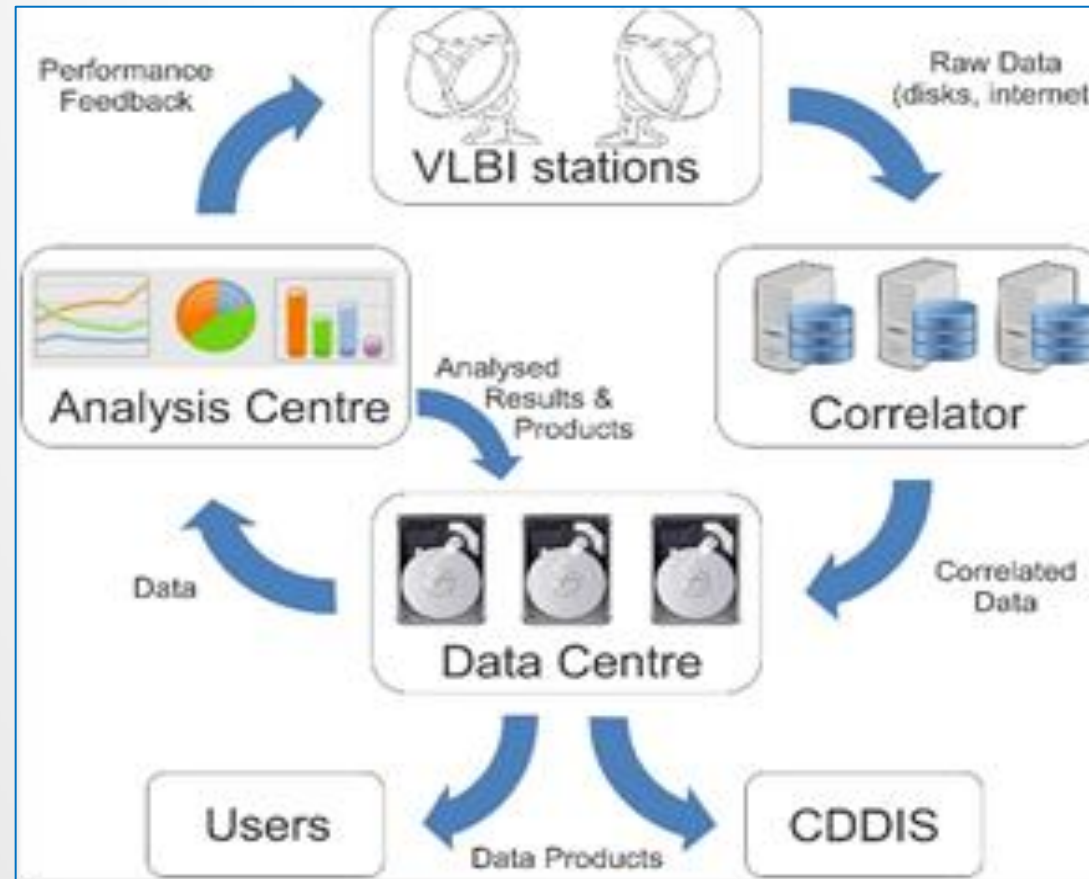 Performance
Feedback
VLBI stations
Raw Data
(disks, internet
Analysis Centre
Analysed
Results &
Products
Correlator
Data
Data Centre
Correlated
Data
Users
Data Products
CDDIS